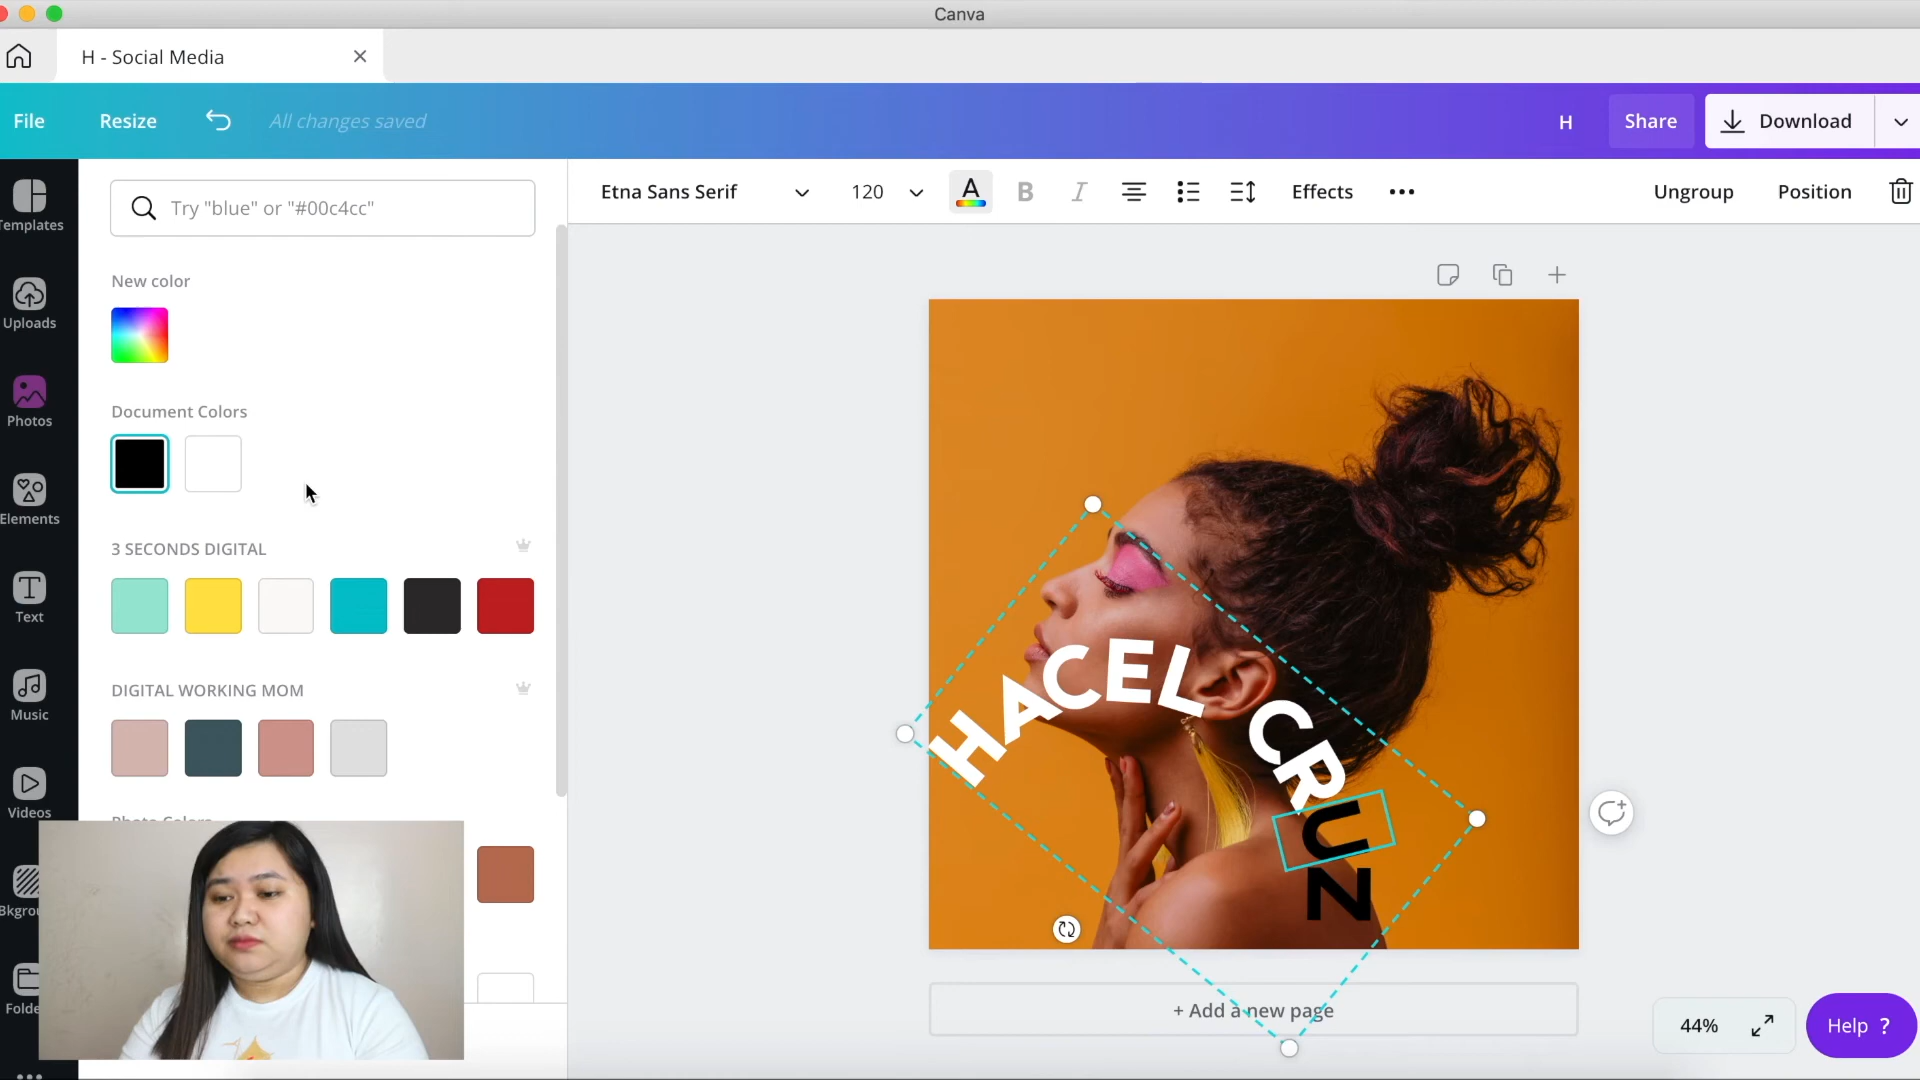 Canva
H - Social Media
File
Resize
All changes saved
H
Share
Download
Templates
Try "blue" or "#00c4cc"
Etna Sans Serif
120
A
B
I
Effects
Ungroup
Position
New color
Uploads
Document Colors
Photos
3 SECONDS DIGITAL
Elements
DIGITAL WORKING MOM
Text
T
Music
HACEL CRUN
Videos
Photo Colors
+ Add a new page
44%
Help ?